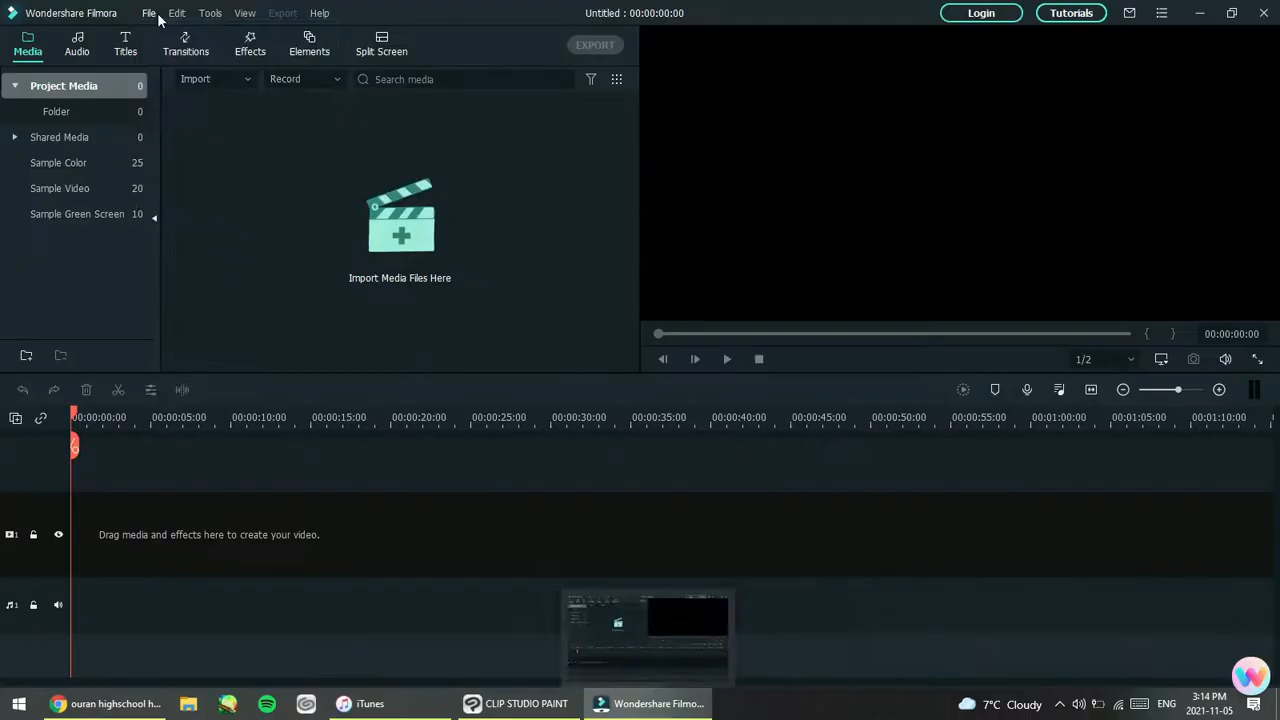 Wondershare Filmora File Edit Tools View Export Help Untitled : 00:00:00:00 Login Tutorials
Media Audio Titles Transitions Effects Elements Split Screen EXPORT
Project Media 0 Import Record Search media
Folder 0
Shared Media 0
Sample Color 25
Sample Video 20
Sample Green Screen 10
Import Media Files Here
00:00:00:00
1/2
00:00:00:00 00:00:05:00 00:00:10:00 00:00:15:00 00:00:20:00 00:00:25:00 00:00:30:00 00:00:35:00 00:00:40:00 00:00:45:00 00:00:50:00 00:00:55:00 00:01:00:00 00:01:05:00 00:01:10:00
1 Drag media and effects here to create your video.
1
ouran highschool h... iTunes CLIP STUDIO PAINT Wondershare Filmo... 7°C Cloudy 3:14 PM
2021-11-05